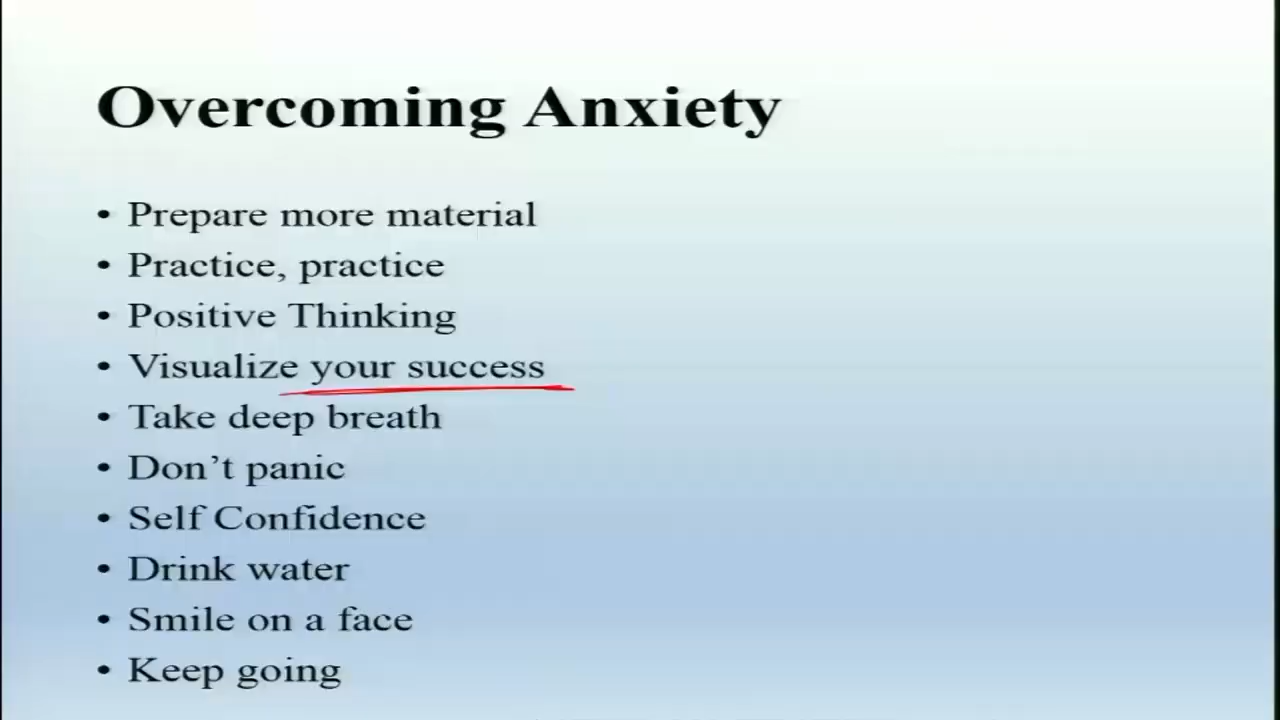 Overcoming Anxiety
• Prepare more material
• Practice, practice
• Positive Thinking
• Visualize your success
• Take deep breath
• Don’t panic
• Self Confidence
• Drink water
• Smile on a face
• Keep going